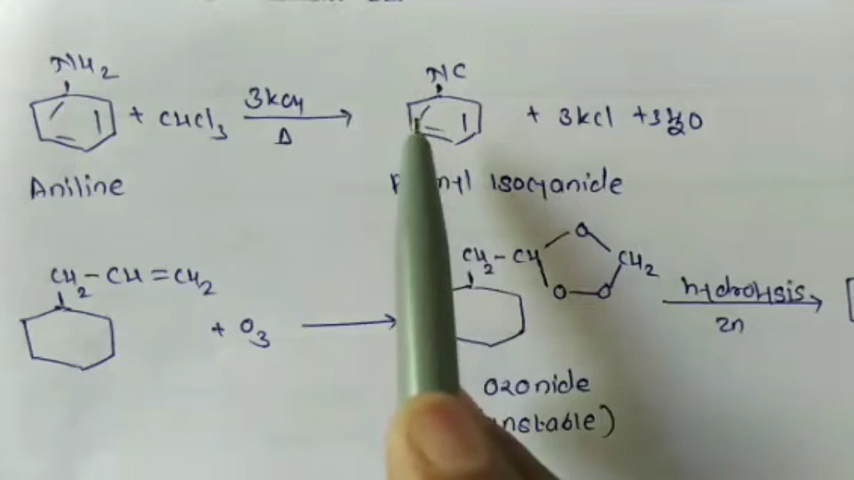 NH2 + CHCl3 3KOH Δ NC + 3KCl + 3H2O
Aniline Isocyanide
CH2-CH=CH2 + O3 CH2-CH O CH2 O-O hydrolysis Zn
Ozonide